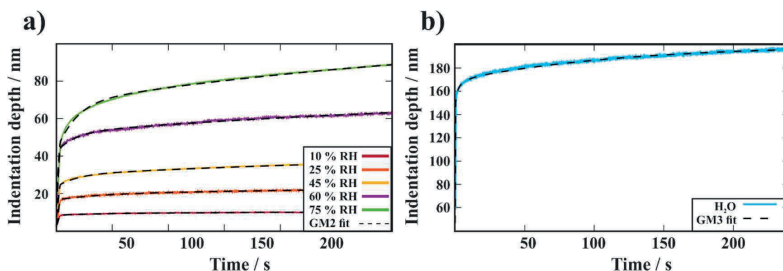 a)
Indentation depth / nm
80
60
40
20
50
100
150
200
Time / s
10 % RH
25 % RH
45 % RH
60 % RH
75 % RH
GM2 fit
b)
Indentation depth / nm
180
160
140
120
100
80
60
40
50
100
150
200
Time / s
H₂O
GM3 fit